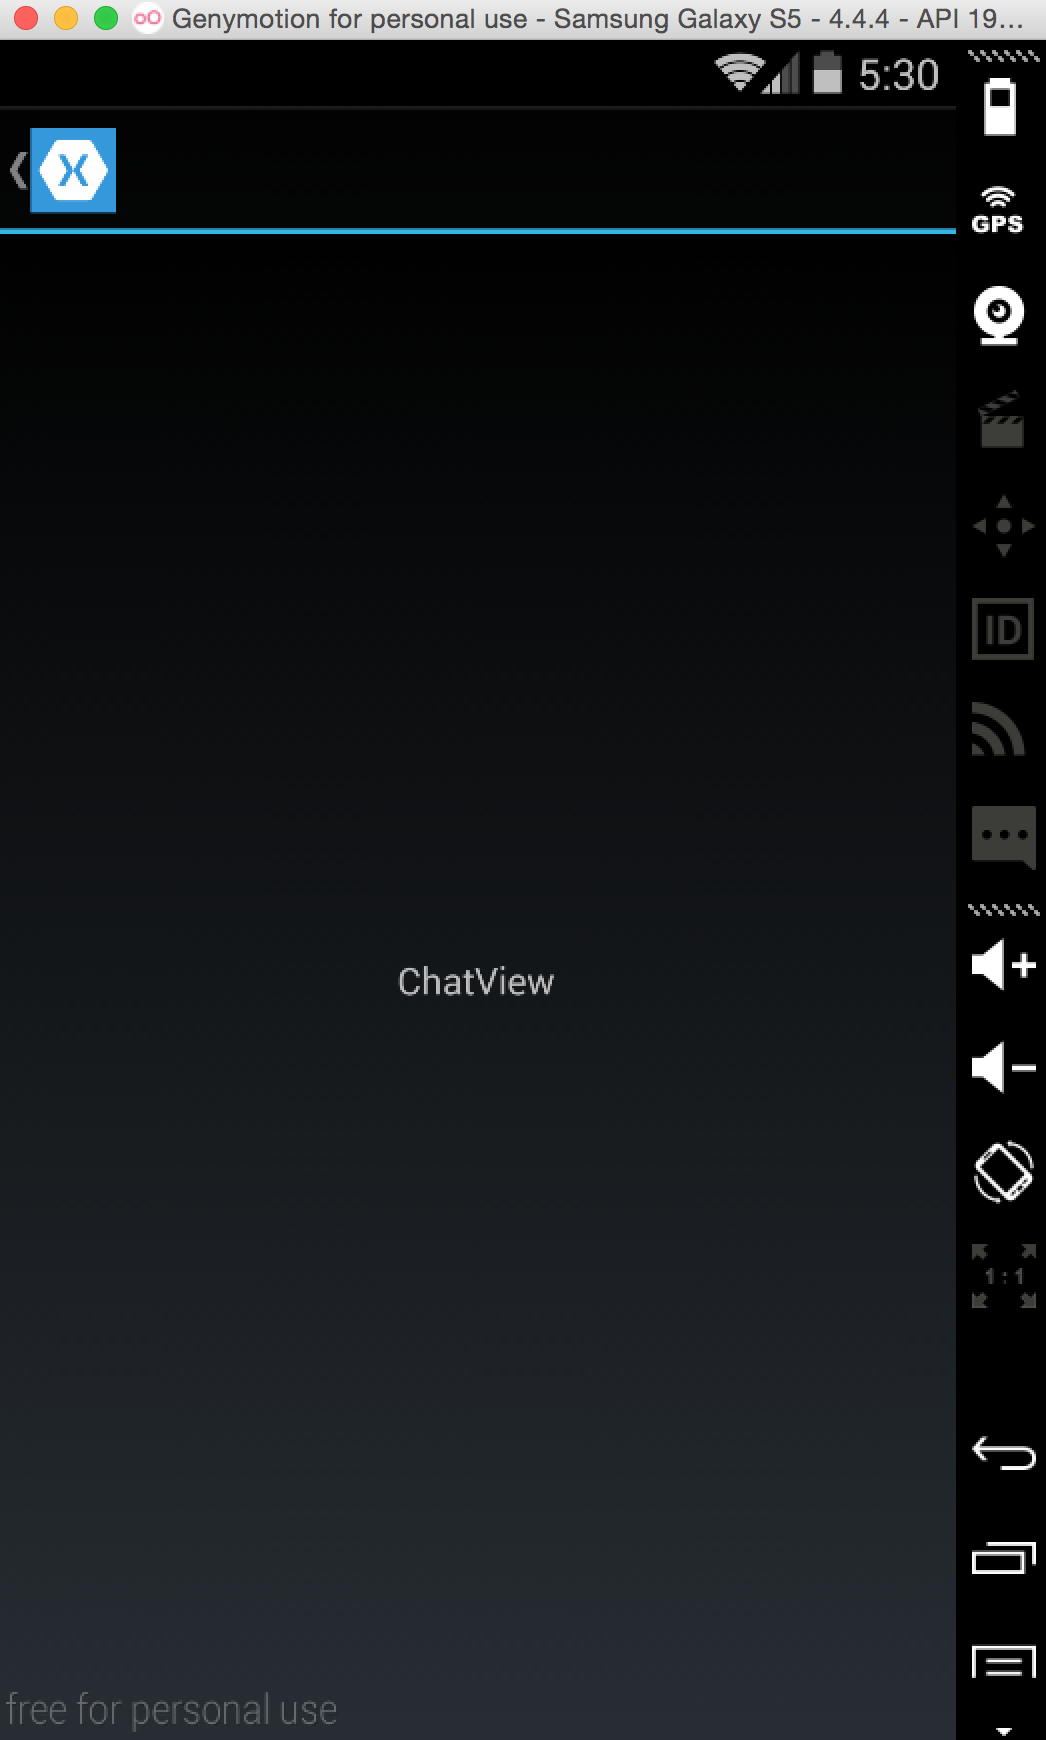 Genymotion for personal use - Samsung Galaxy S5 - 4.4.4 - API 19...
5:30
GPS
ID
ChatView
1:1
free for personal use